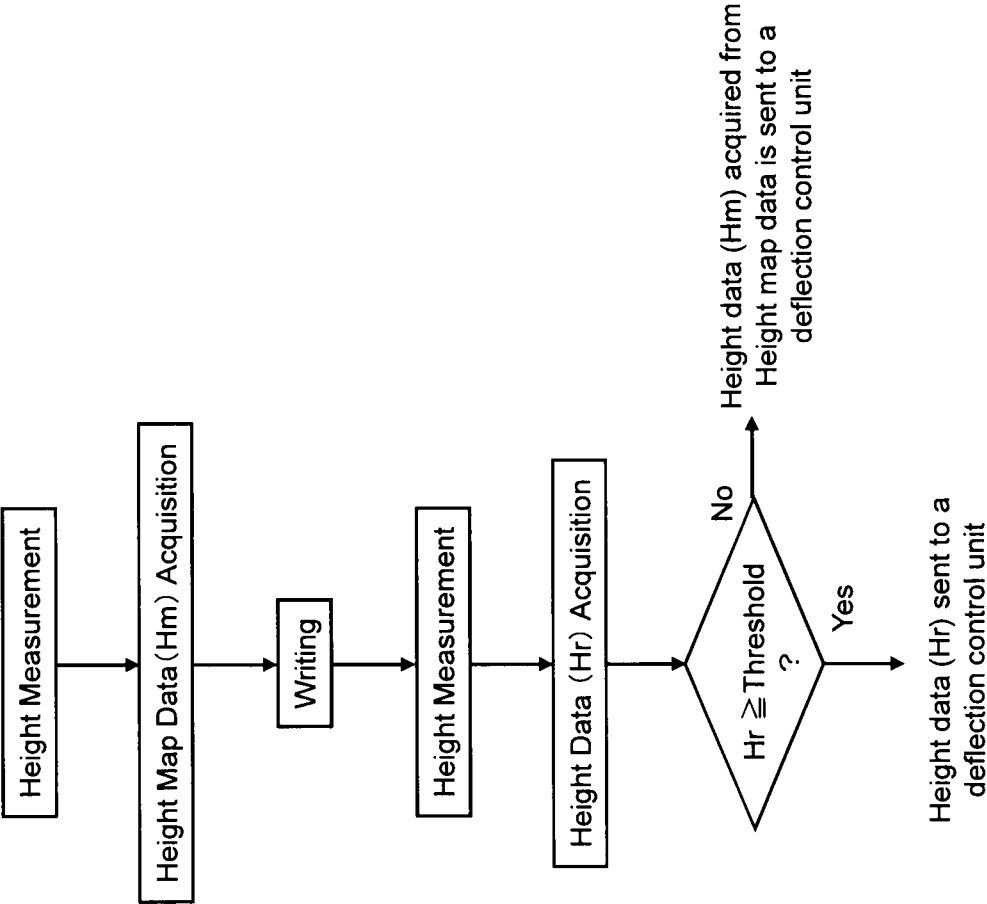 Height Measurement
Height Map Data (Hm) Acquisition
Writing
Height Measurement
Height Data (Hr) Acquisition
Hr ≧ Threshold
?
No
Height data (Hm) acquired from
Height map data is sent to a
deflection control unit
Yes
Height data (Hr) sent to a
deflection control unit